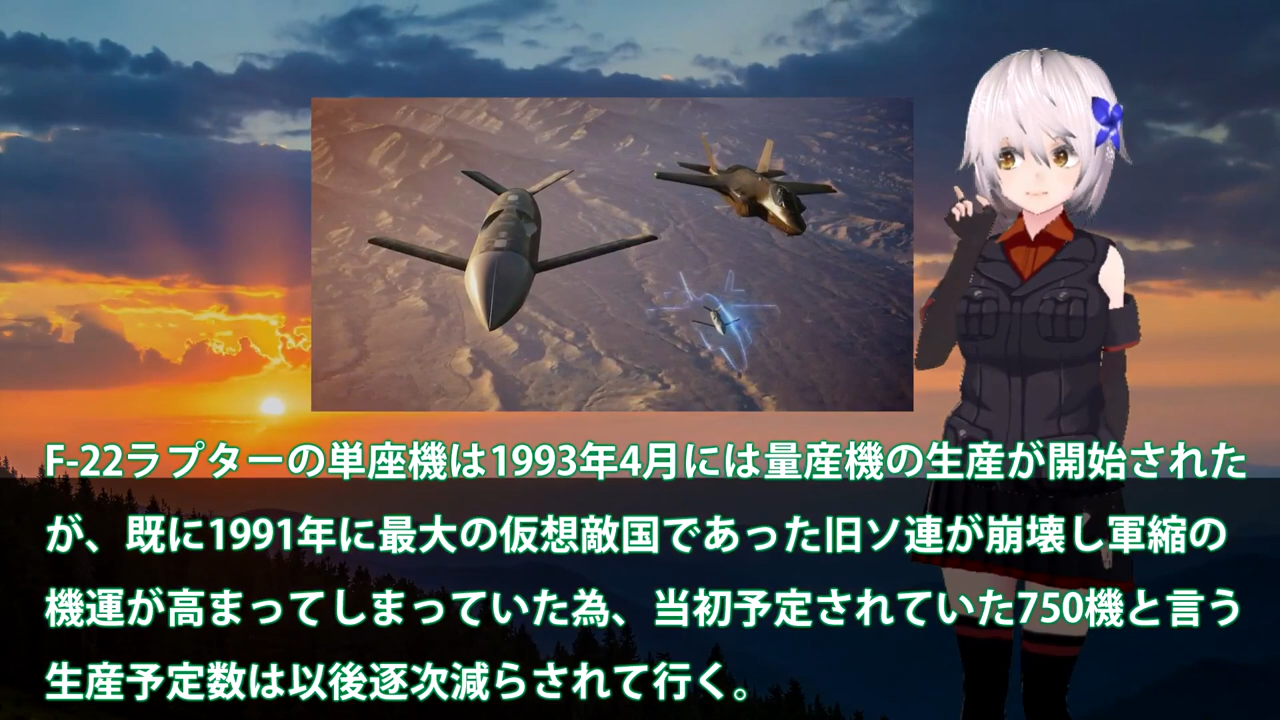 F-22ラプターの単座機は1993年4月には量産機の生産が開始された
が、既に1991年に最大の仮想敵国であった旧ソ連が崩壊し軍縮の
機運が高まってしまっていた為、当初予定されていた750機と言う
生産予定数は以後逐次減らされて行く。